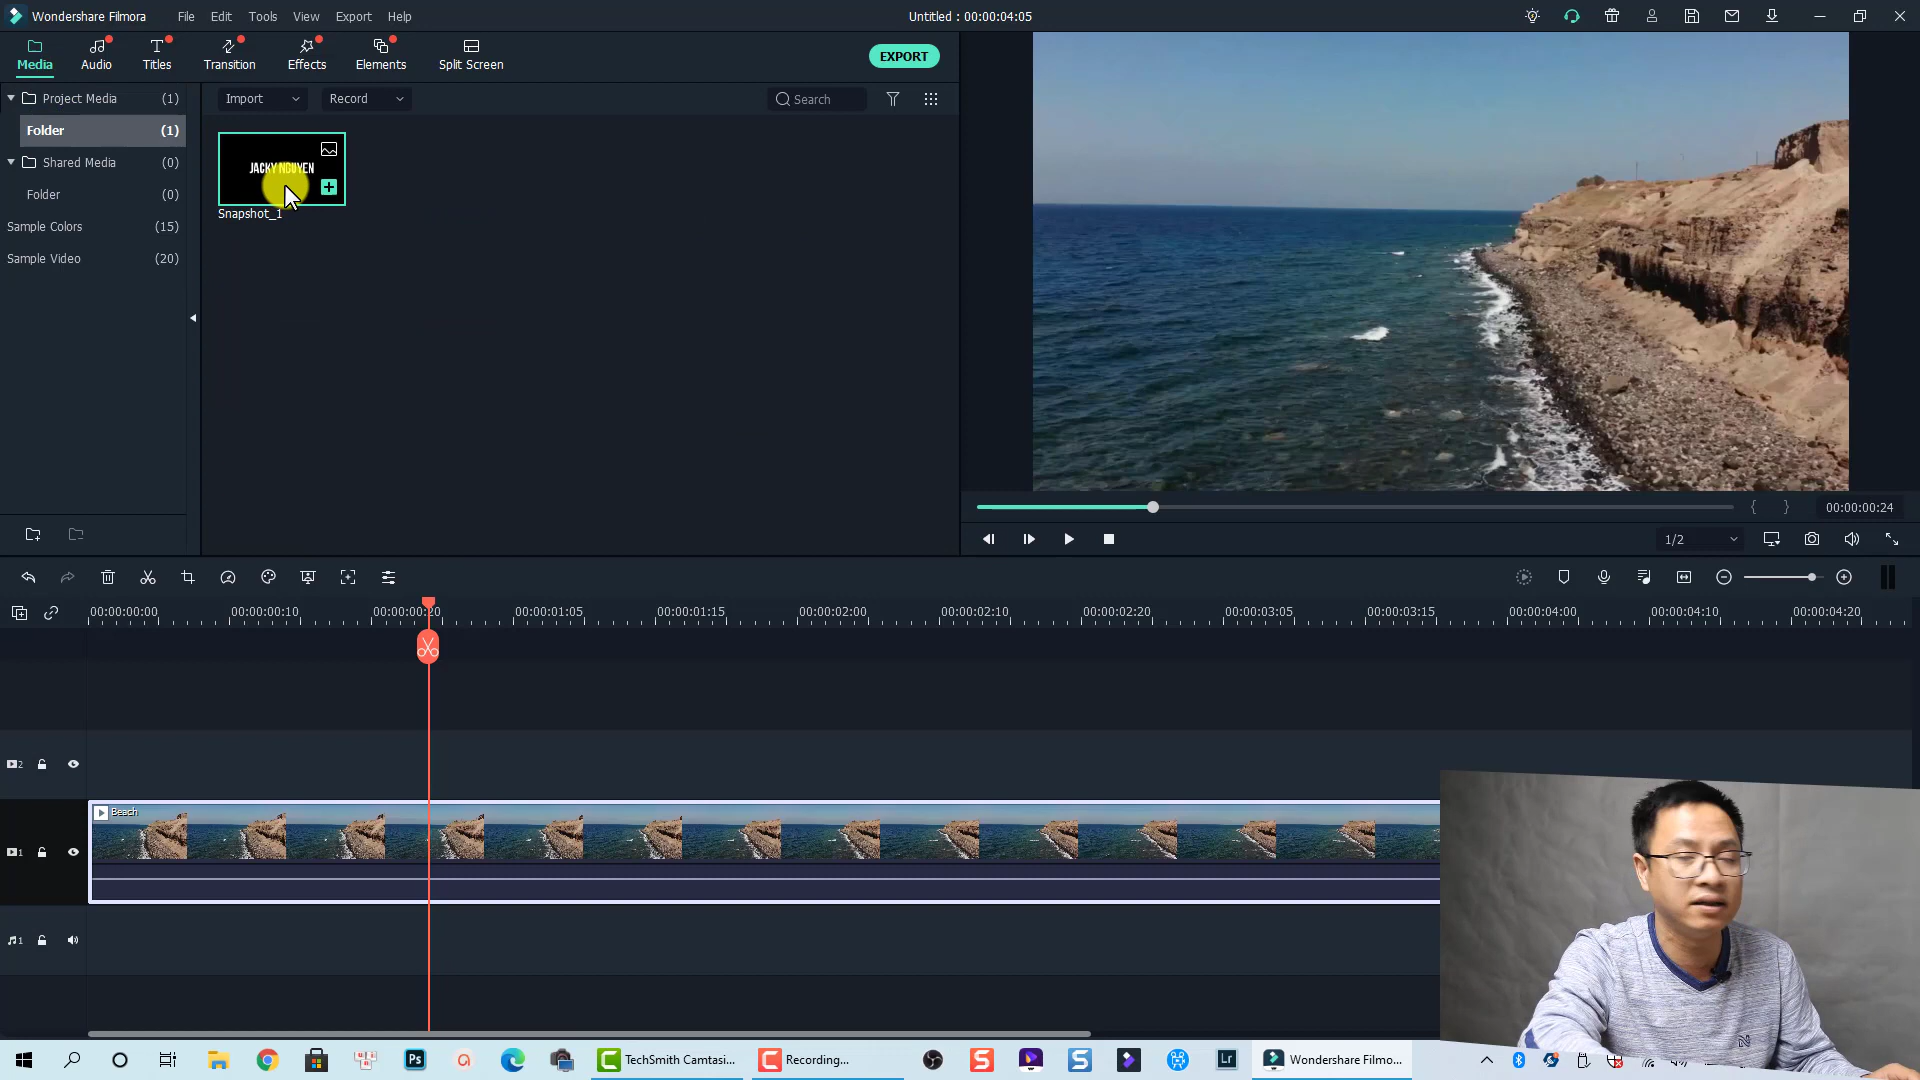 Wondershare Filmora File Edit Tools View Export Help Untitled : 00:00:04:05
Media Audio Titles Transition Effects Elements Split Screen EXPORT
Project Media (1) Import Record Search
Folder (1)
Shared Media (0)
Folder (0)
Sample Colors (15)
Sample Video (20)
JACKY NGUYEN
Snapshot_1
{ } 00:00:00:24
1/2
00:00:00:00 00:00:00:10 00:00:00:20 00:00:01:05 00:00:01:15 00:00:02:00 00:00:02:10 00:00:02:20 00:00:03:05 00:00:03:15 00:00:04:00 00:00:04:10 00:00:04:20
2
Beach
1
1
Ps TechSmith Camtasi... Recording... Lr Wondershare Filmo...